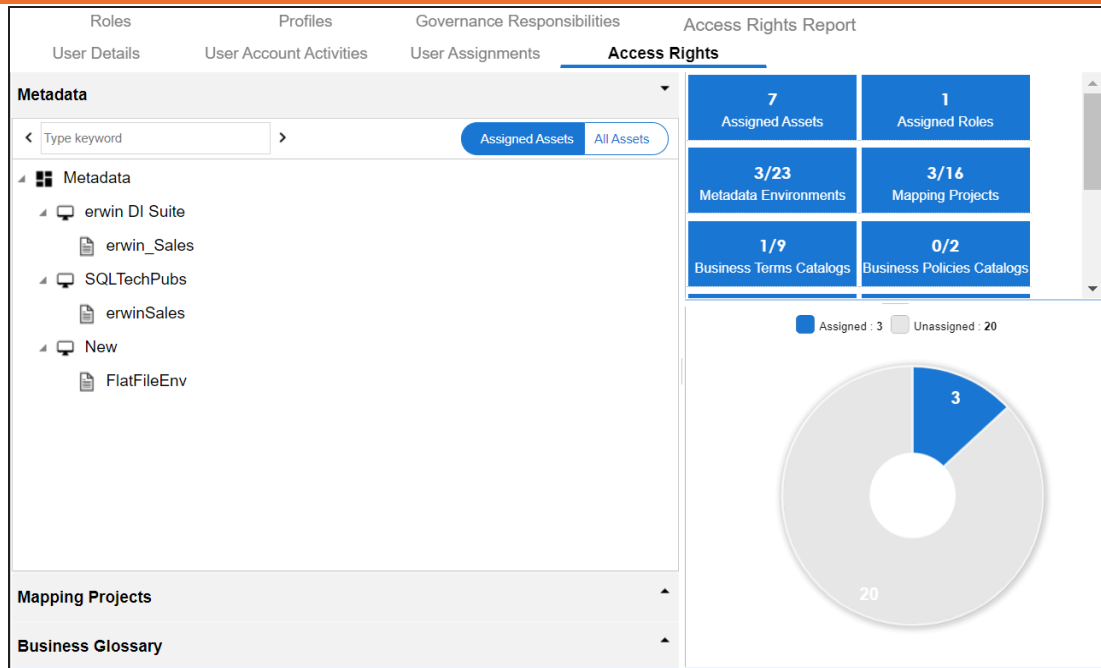 Roles Profiles Governance Responsibilities Access Rights Report
User Details User Account Activities User Assignments Access Rights
Metadata
Type keyword Assigned Assets All Assets
Metadata
erwin DI Suite
erwin_Sales
SQLTechPubs
erwinSales
New
FlatFileEnv
Mapping Projects
Business Glossary
7 1
Assigned Assets Assigned Roles
3/23 3/16
Metadata Environments Mapping Projects
1/9 0/2
Business Terms Catalogs Business Policies Catalogs
Assigned : 3 Unassigned : 20
3
20